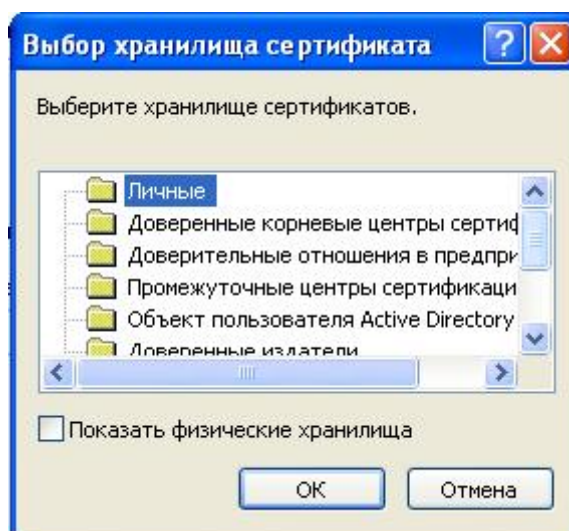 Выбор хранилища сертификата
Выберите хранилище сертификатов.
Личные
Доверенные корневые центры сертиф
Доверительные отношения в предпри
Промежуточные центры сертификаци
Объект пользователя Active Directory
Доверенные издатели
Показать физические хранилища
ОК
Отмена